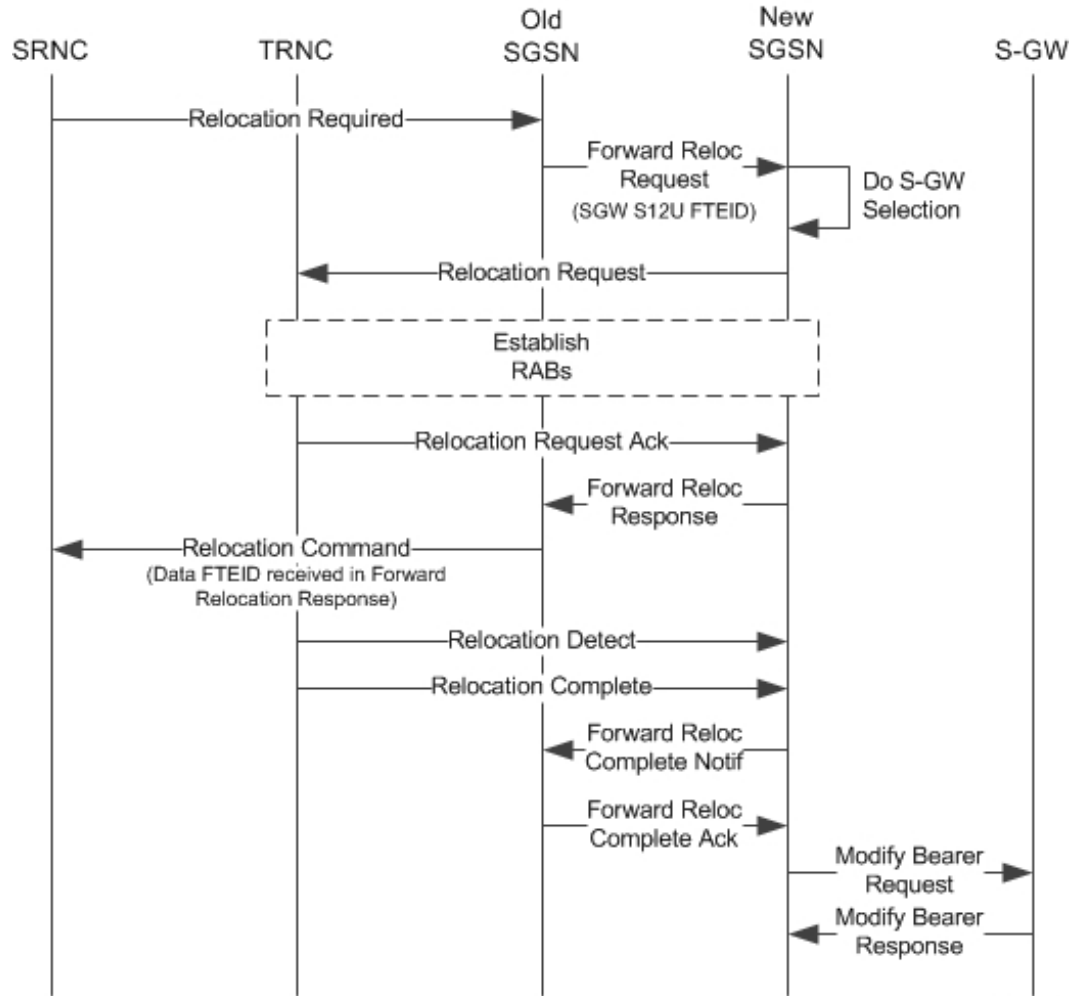 SRNC
TRNC
Old
SGSN
New
SGSN
S-GW
Relocation Required
Forward Reloc
Request
(SGW S12U FTEID)
Do S-GW
Selection
Relocation Request
Establish
RABs
Relocation Request Ack
Forward Reloc
Response
Relocation Command
(Data FTEID received in Forward
Relocation Response)
Relocation Detect
Relocation Complete
Forward Reloc
Complete Notif
Forward Reloc
Complete Ack
Modify Bearer
Request
Modify Bearer
Response